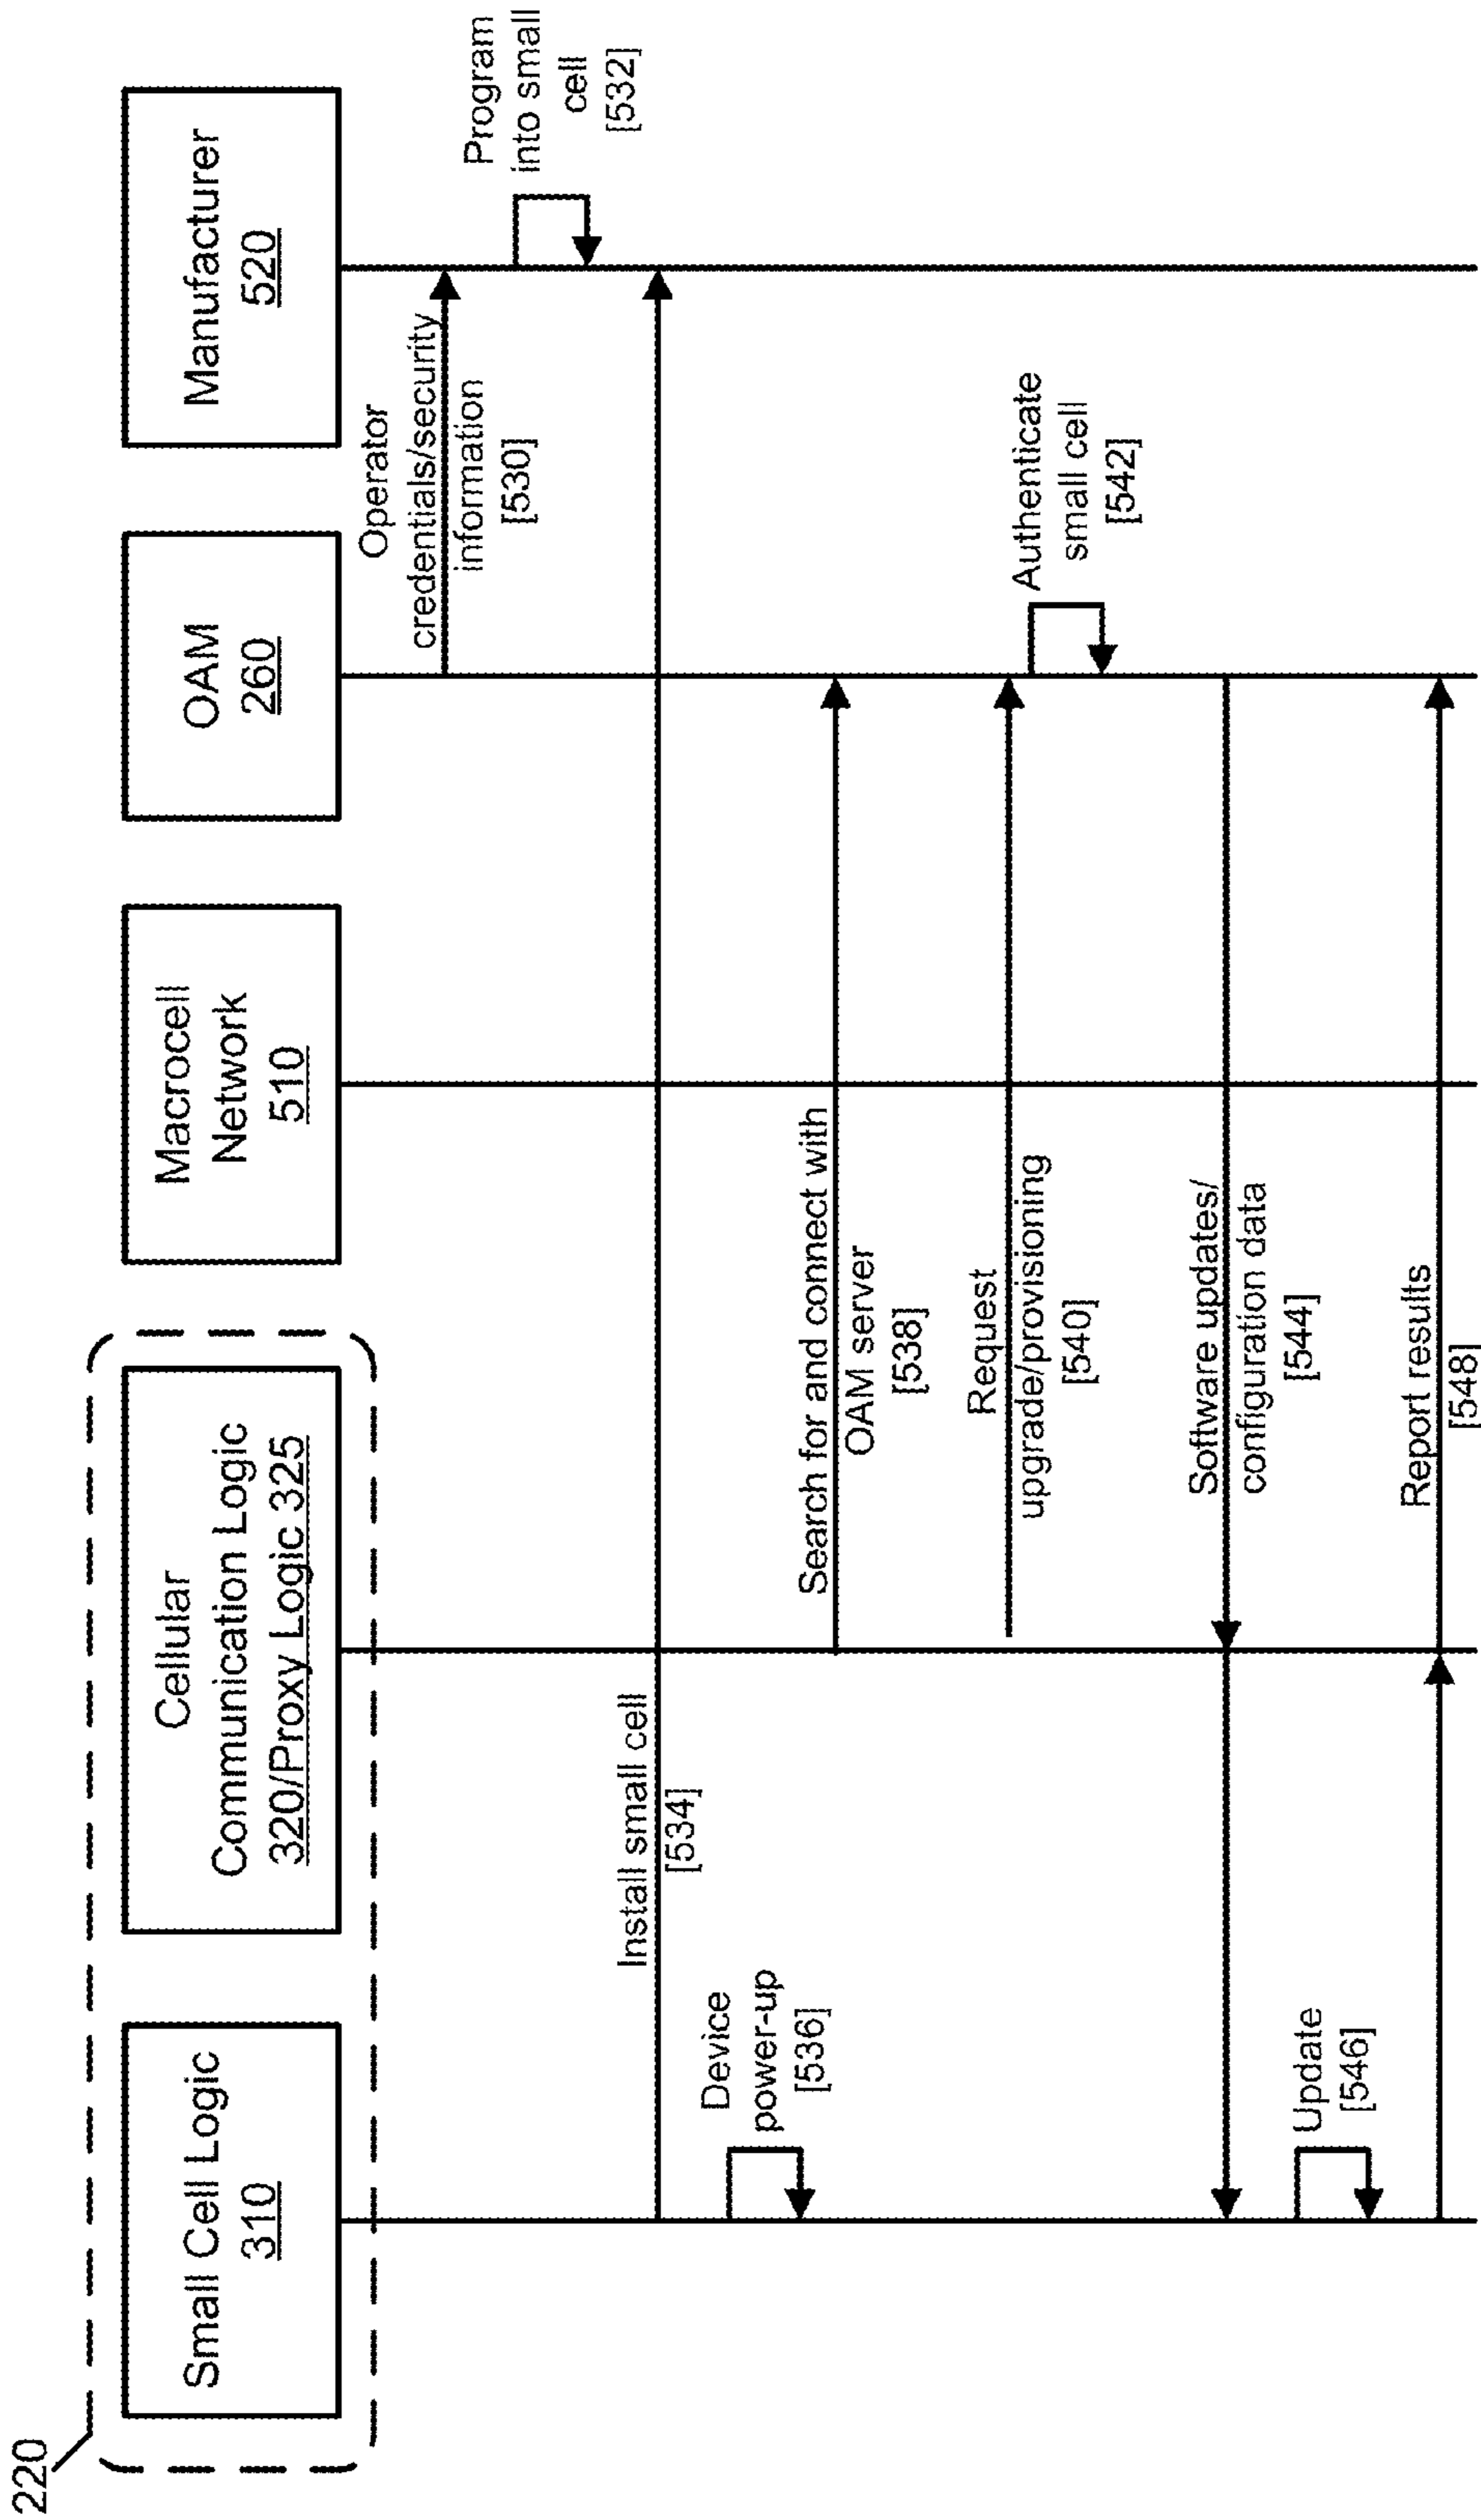 220
Small Cell Logic
310
Cellular
Communication Logic
320/Proxy Logic 325
Macrocell
Network
510
OAM
260
Manufacturer
520
Operator
credentials/security
information
[530]
Program
into small
cell
[532]
Install small cell
[534]
Device
power-up
[536]
Search for and connect with
OAM server
[538]
Request
upgrade/provisioning
[540]
Authenticate
small cell
[542]
Software updates/
configuration data
[544]
Update
[546]
Report results
[548]